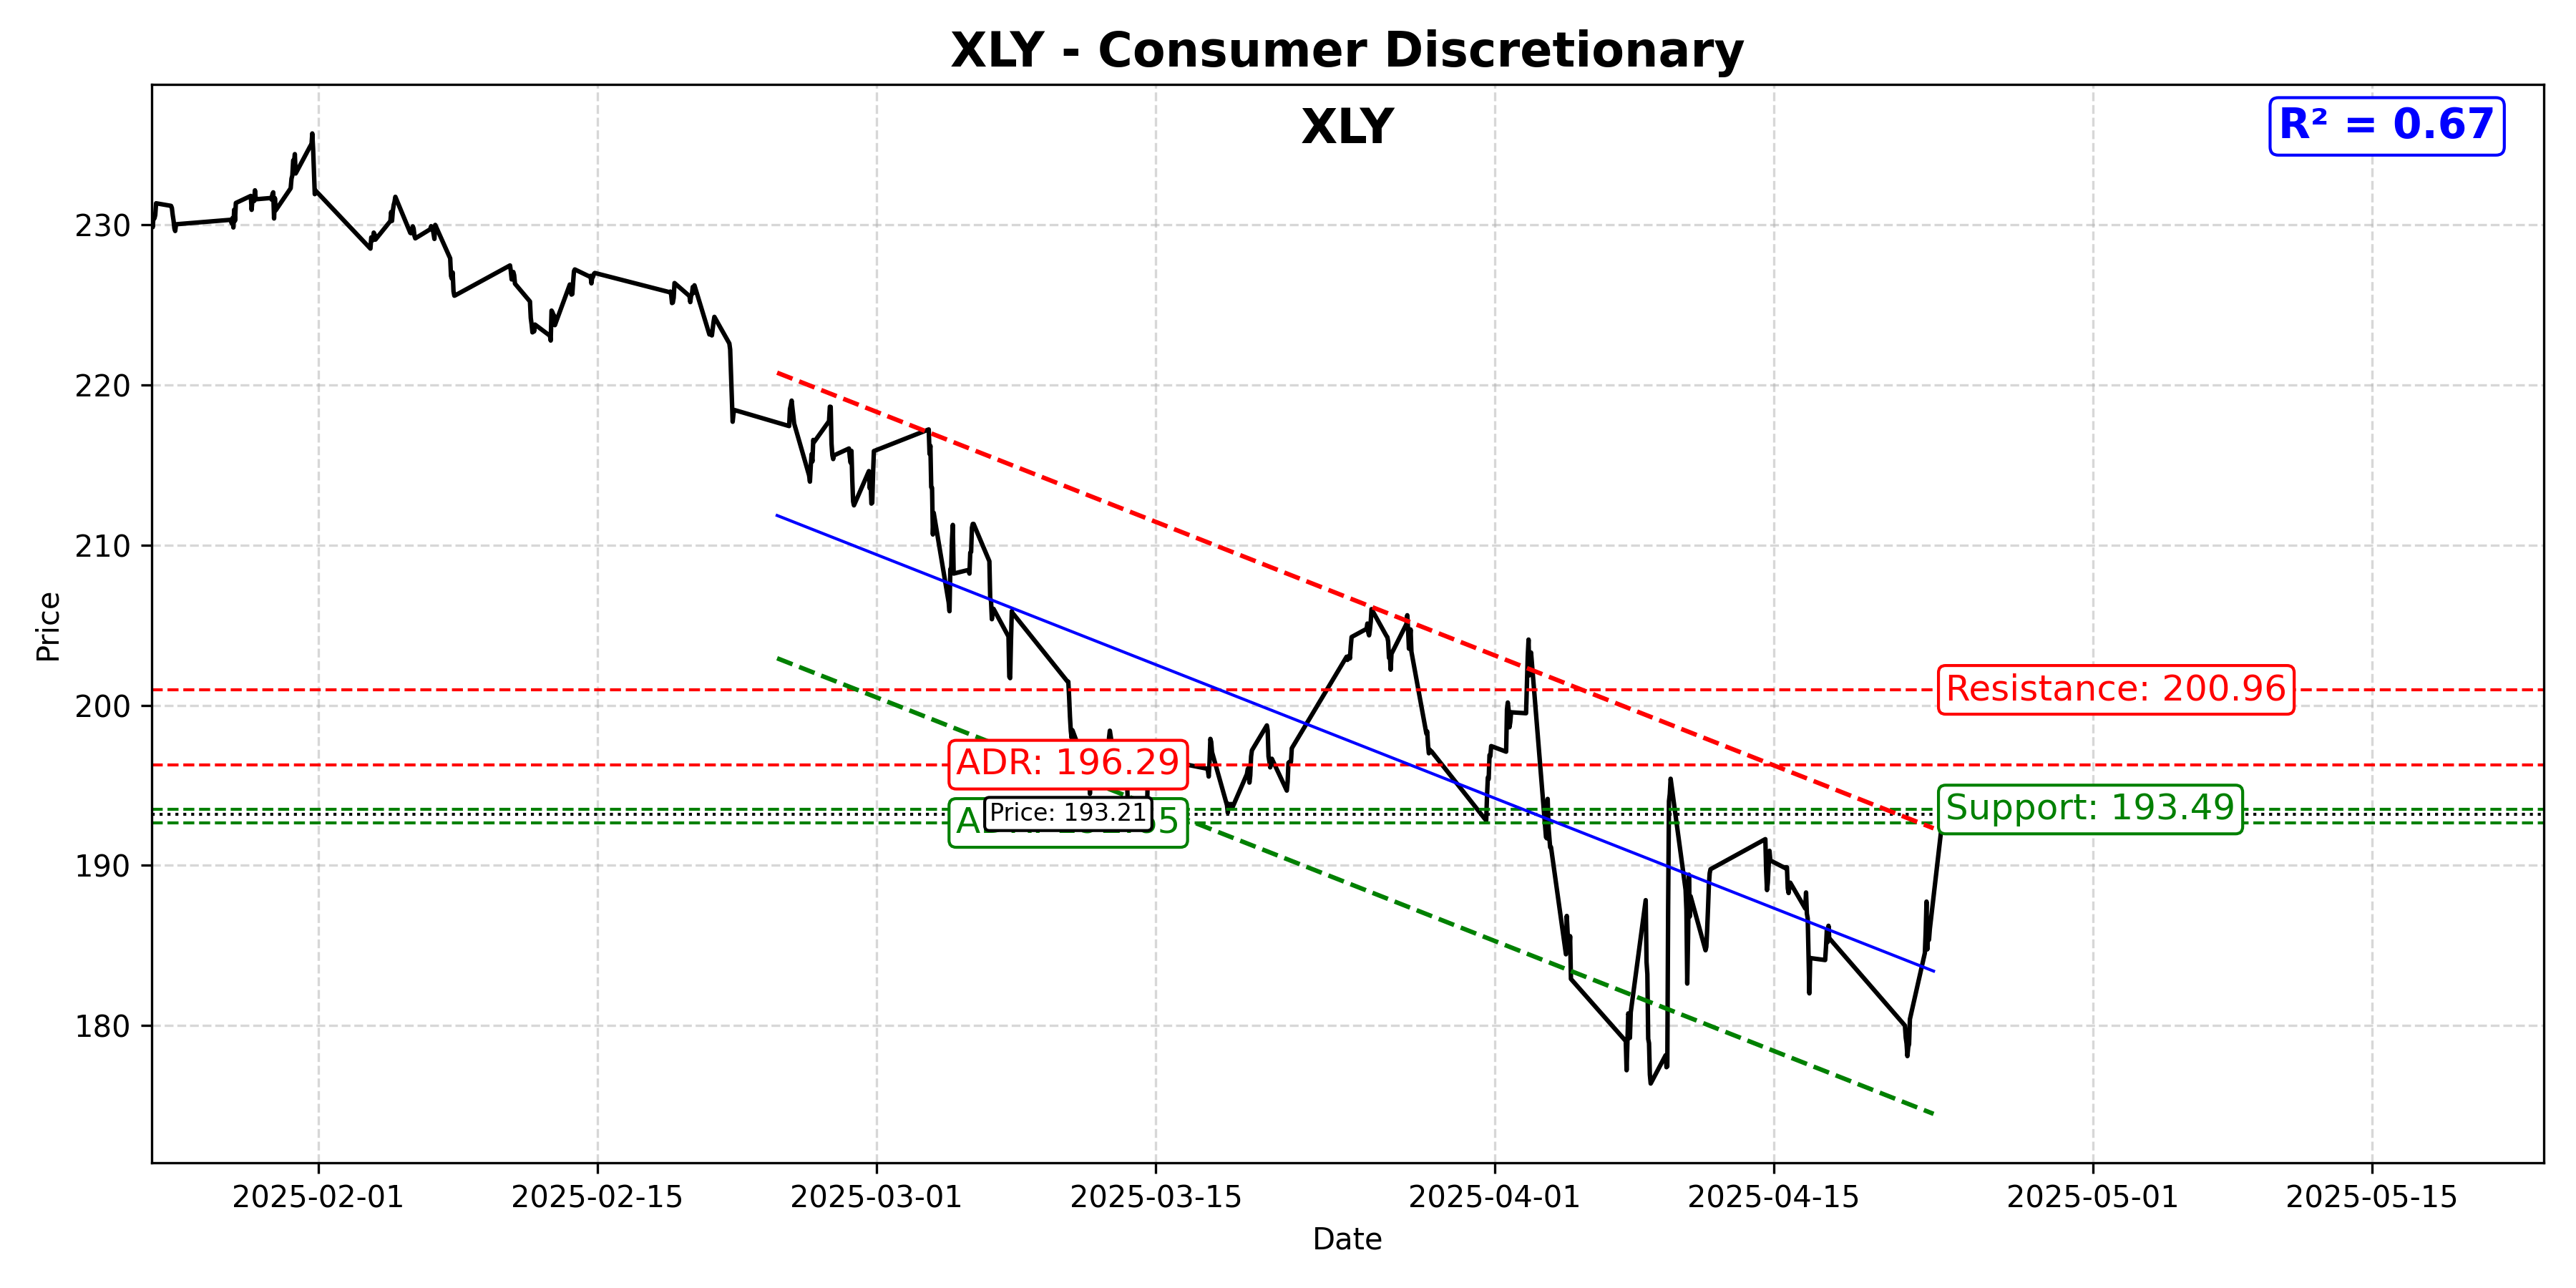 XLY - Consumer Discretionary
XLY
R² = 0.67
230
220
210
200
190
180
Price
Resistance: 200.96
ADR: 196.29
Support: 193.49
Price: 193.21
2025-02-01
2025-02-15
2025-03-01
2025-03-15
2025-04-01
2025-04-15
2025-05-01
2025-05-15
Date